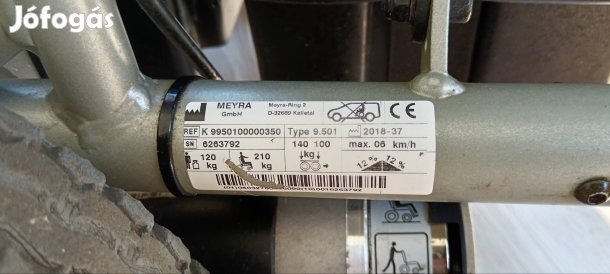 Jófogás
MEYRA
GmbH
Meyra-Ring 2
D-32689 Kalletal
CE
REF K 9950100000350 Type 9.501 2018-37
SN 6263792 140 100 max. 06 km/h
120 kg 210 kg ↓kg↓ 12% 12%